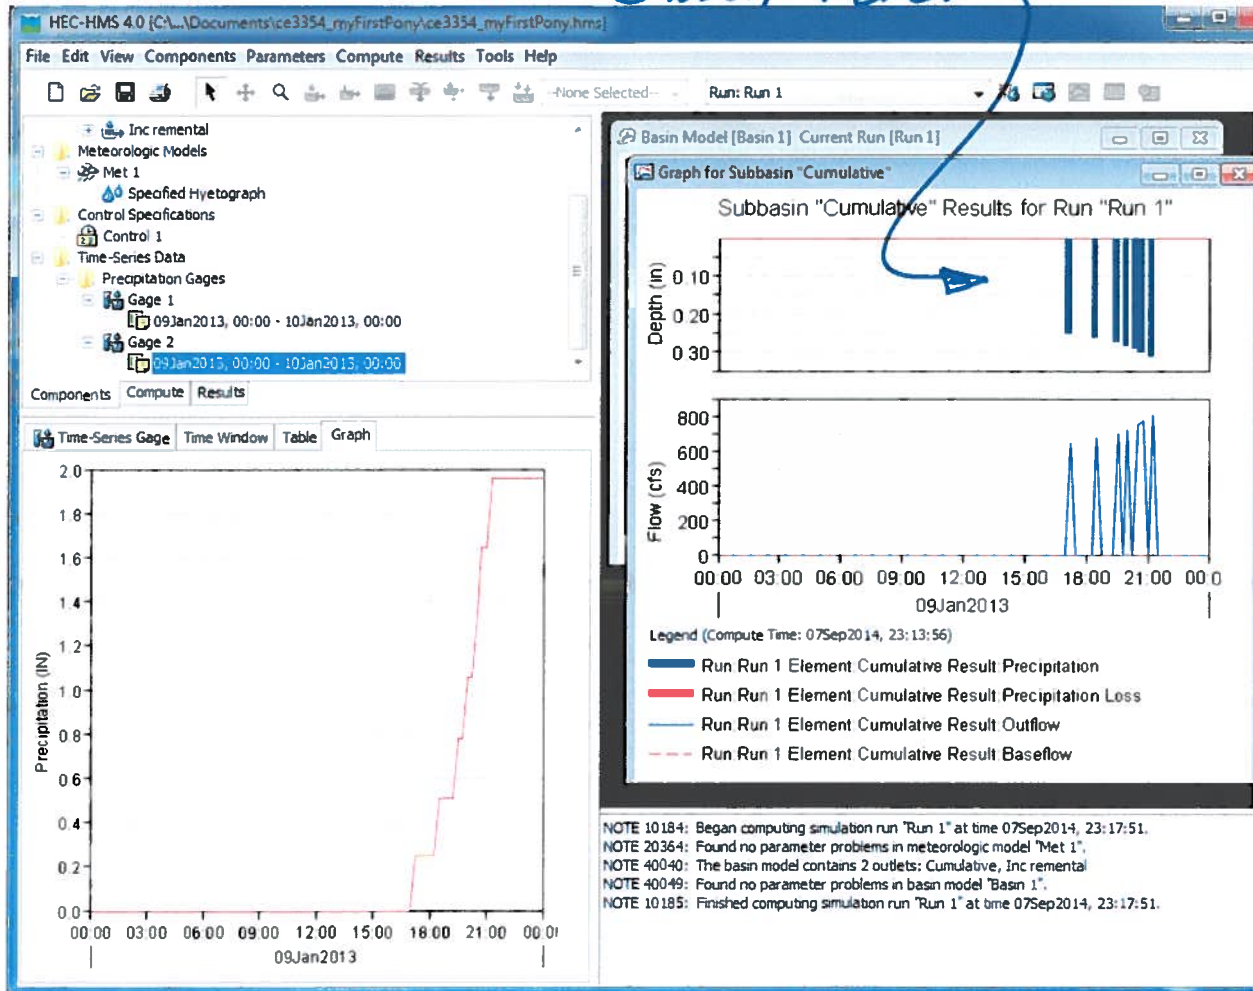 HEC-HMS 4.0 [C:\...\Documents\ce3354_myFirstPony\ce3354_myFirstPony.hms]
File Edit View Components Parameters Compute Results Tools Help
--None Selected-- Run: Run 1
Inc remental
Meteorologic Models
Met 1
Specified Hyetograph
Control Specifications
Control 1
Time-Series Data
Precipitation Gages
Gage 1
09Jan2013, 00:00 - 10Jan2013, 00:00
Gage 2
09Jan2013, 00:00 - 10Jan2013, 00:00
Components Compute Results
Time-Series Gage Time Window Table Graph
2.0
1.8
1.6
1.4
1.2
1.0
0.8
0.6
0.4
0.2
0.0
Precipitation (IN)
00:00 03:00 06:00 09:00 12:00 15:00 18:00 21:00
09Jan2013
Basin Model [Basin 1] Current Run [Run 1]
Graph for Subbasin "Cumulative"
Subbasin "Cumulative" Results for Run "Run 1"
0.10
0.20
0.30
Depth (in)
800
600
400
200
0
Flow (cfs)
00:00 03:00 06:00 09:00 12:00 15:00 18:00 21:00 00:0
09Jan2013
Legend (Compute Time: 07Sep2014, 23:13:56)
Run:Run 1 Element:Cumulative Result:Precipitation
Run:Run 1 Element:Cumulative Result:Precipitation Loss
Run:Run 1 Element:Cumulative Result:Outflow
Run:Run 1 Element:Cumulative Result:Baseflow
NOTE 10184: Began computing simulation run "Run 1" at time 07Sep2014, 23:17:51.
NOTE 20364: Found no parameter problems in meteorologic model "Met 1".
NOTE 40040: The basin model contains 2 outlets: Cumulative, Inc remental
NOTE 40049: Found no parameter problems in basin model "Basin 1".
NOTE 10185: Finished computing simulation run "Run 1" at time 07Sep2014, 23:17:51.